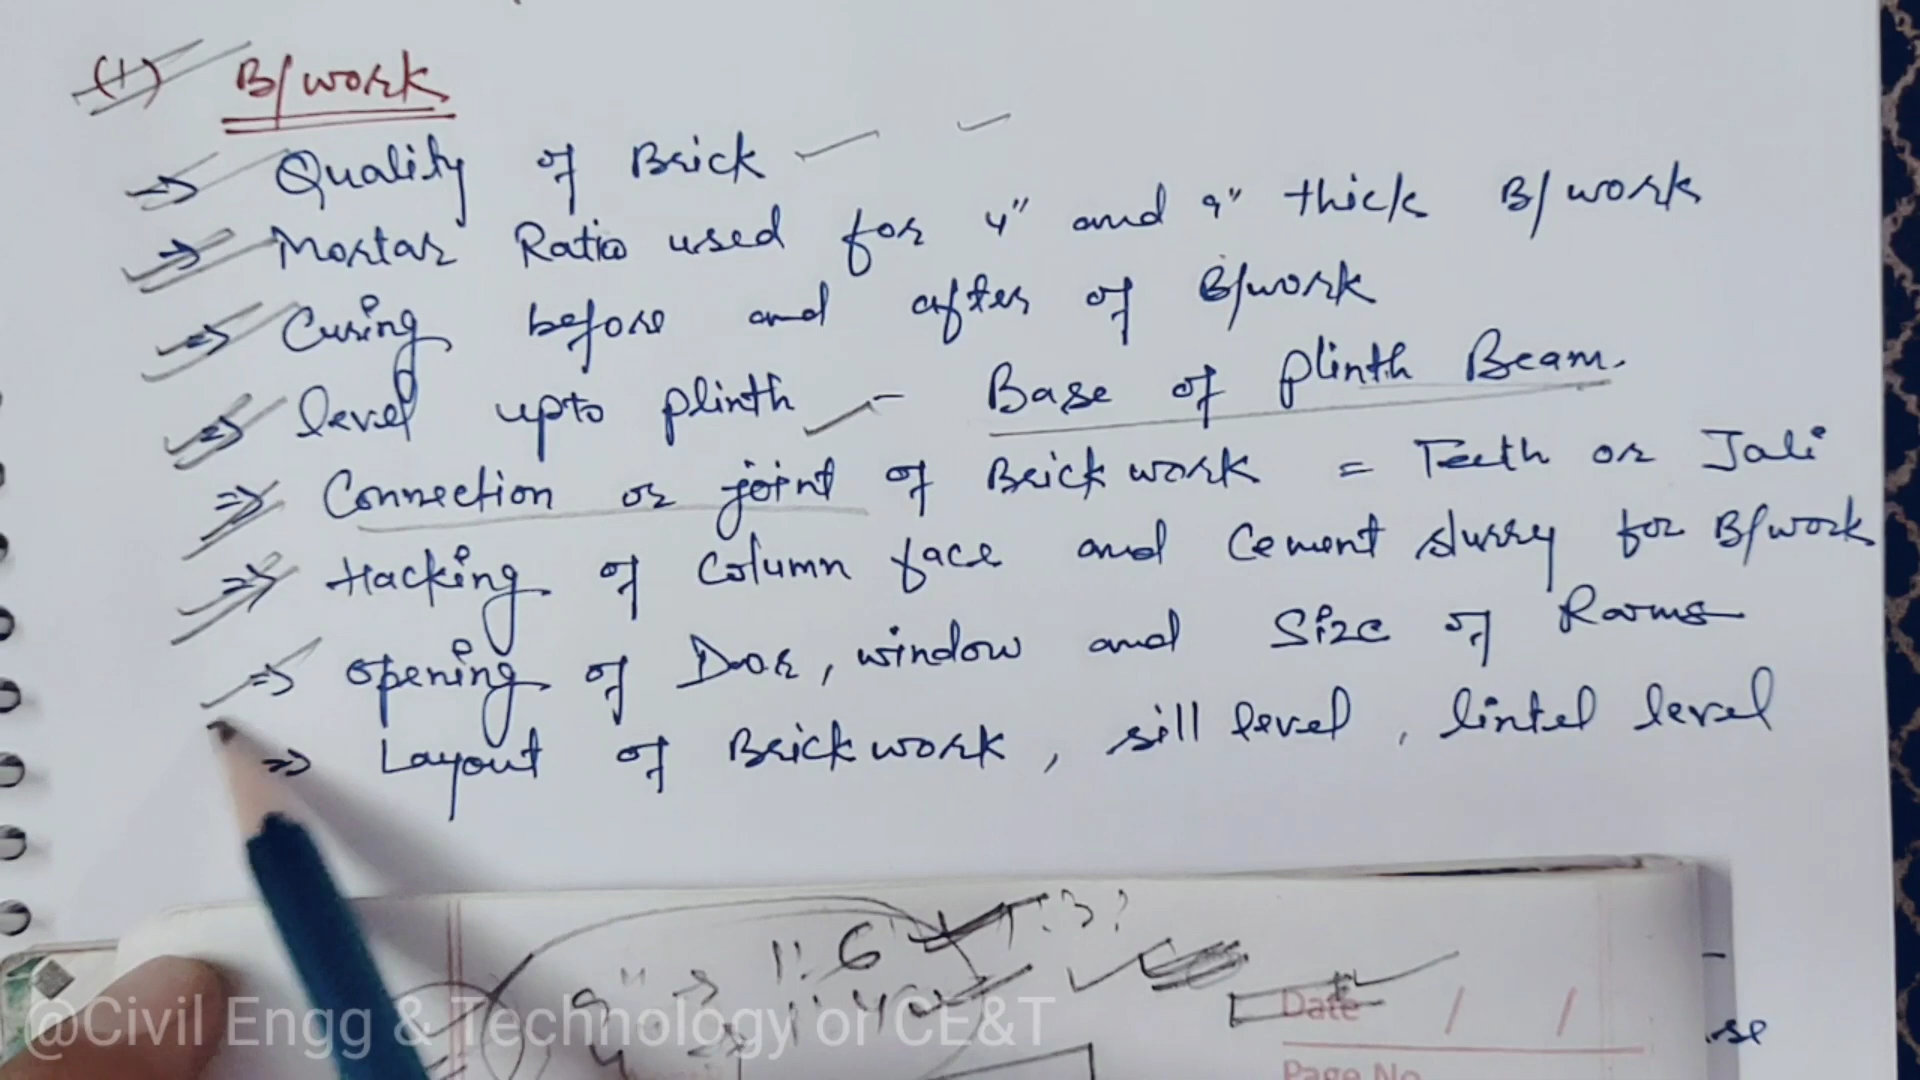 (1) B/work
=> Quality of Brick
=> Mortar Ratio used for 4" and 9" thick B/work
=> Curing before and after of B/work
=> level upto plinth - Base of plinth Beam.
=> Connection or joint of Brick work = Teeth or Jali
=> Hacking of column face and cement slurry for B/work
=> opening of Door, window and Size of Rooms
=> Layout of Brickwork, sill level, lintel level
1:6
9" ->
4"
@Civil Engg & Technology or CE&T
Date / /
Page No
se